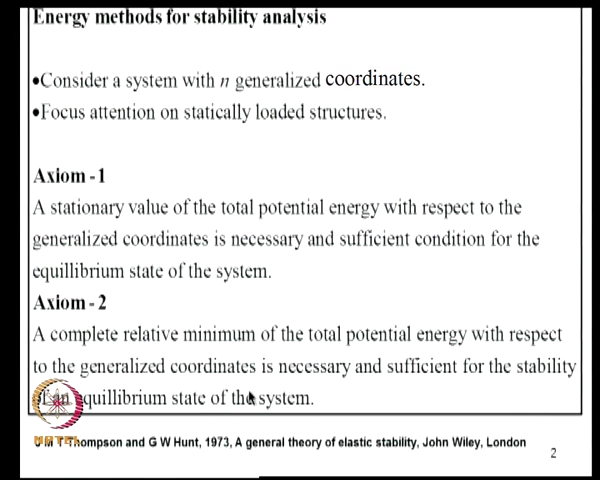 Energy methods for stability analysis
•Consider a system with n generalized coordinates.
•Focus attention on statically loaded structures.
Axiom - 1
A stationary value of the total potential energy with respect to the
generalized coordinates is necessary and sufficient condition for the
equillibrium state of the system.
Axiom - 2
A complete relative minimum of the total potential energy with respect
to the generalized coordinates is necessary and sufficient for the stability
of an equillibrium state of the system.
J M T Thompson and G W Hunt, 1973, A general theory of elastic stability, John Wiley, London
2